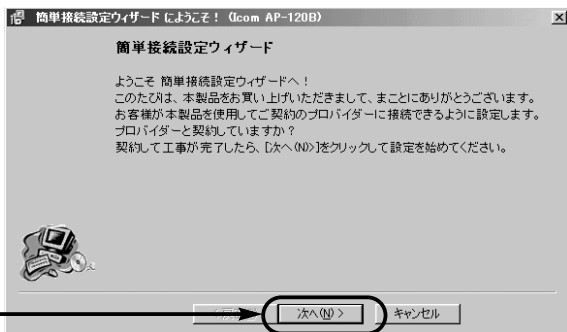 簡単接続設定ウィザード にようこそ！ (Icom AP-120B)
簡単接続設定ウィザード
ようこそ 簡単接続設定ウィザードへ！
このたびは、本製品をお買い上げいただきまして、まことにありがとうございます。
お客様が本製品を使用してご契約のプロバイダーに接続できるように設定します。
プロバイダーと契約していますか？
契約して工事が完了したら、[次へ(N)>]をクリックして設定を始めてください。
次へ(N) >
キャンセル